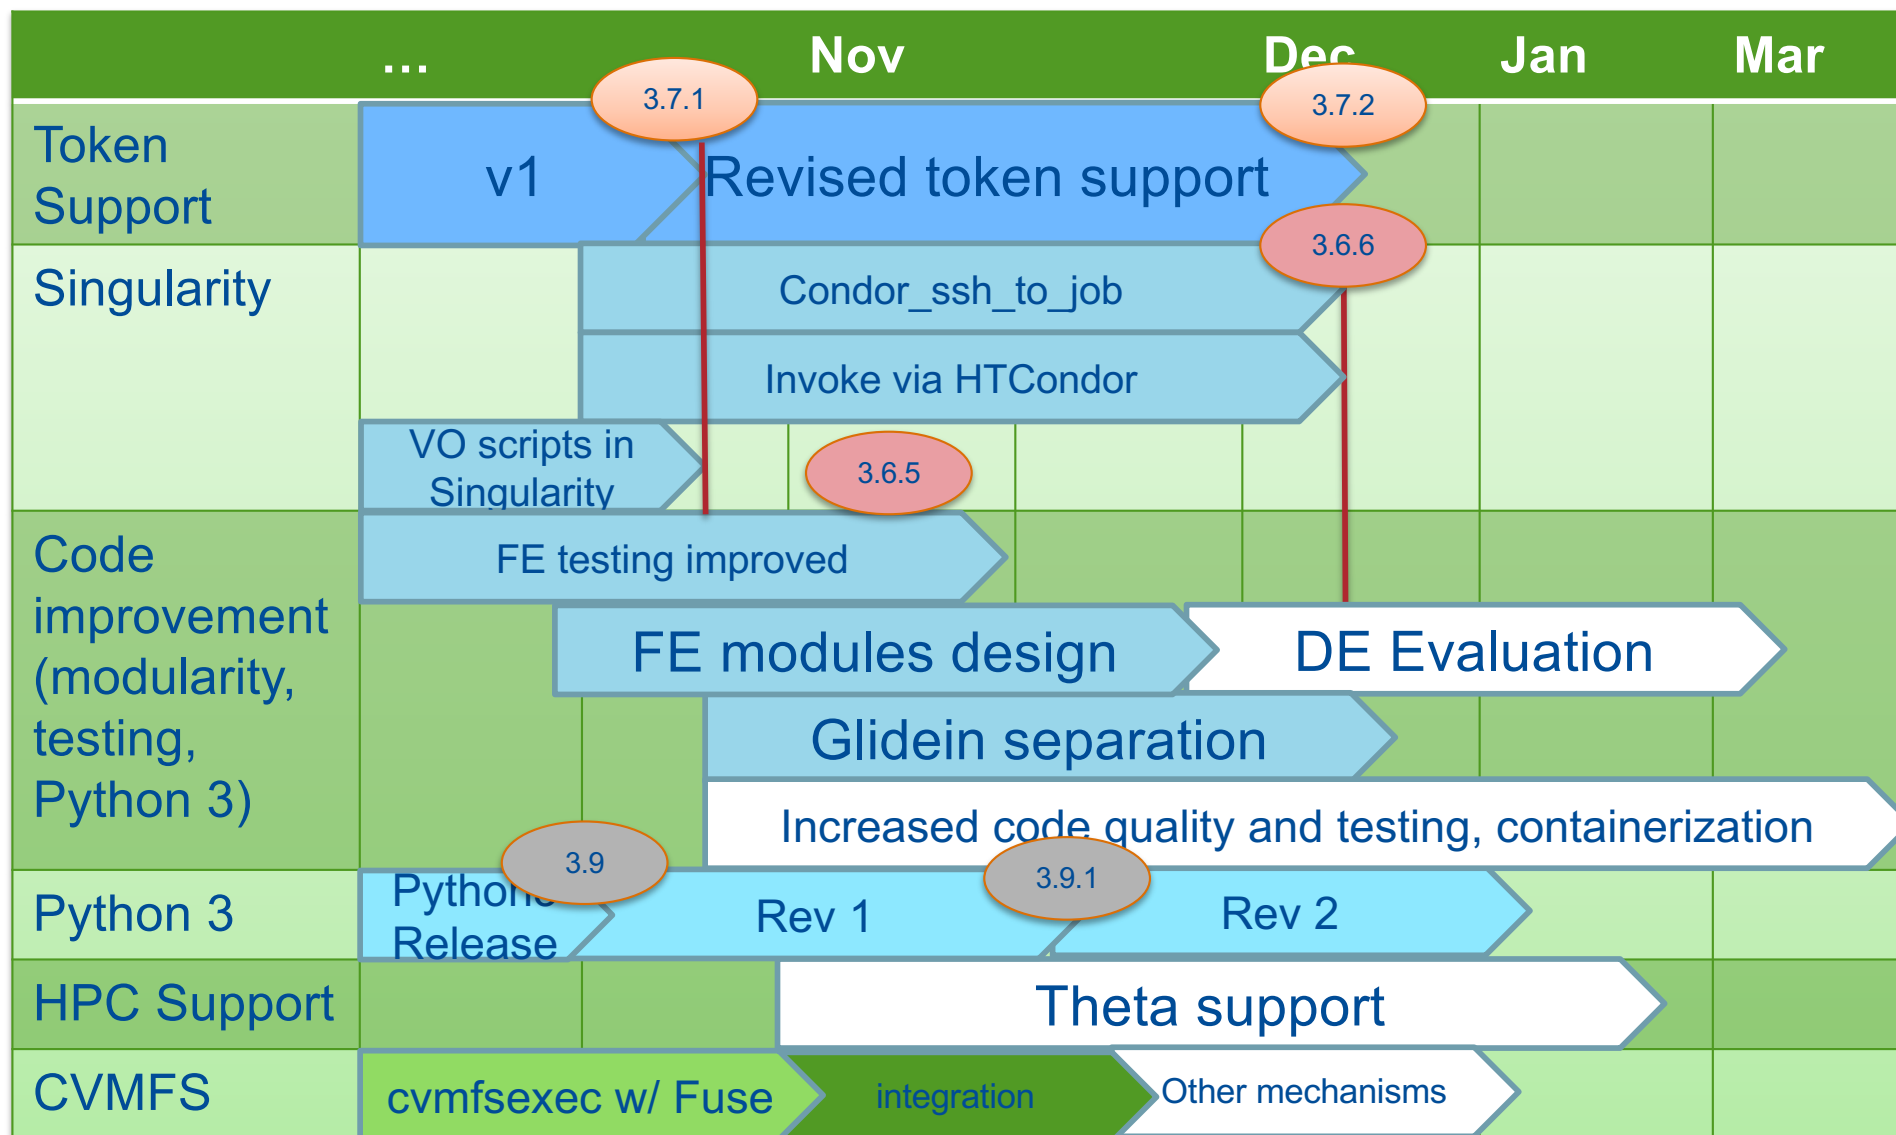 ... Nov Dec Jan Mar
3.7.1
3.7.2
Token
Support
v1
Revised token support
3.6.6
Singularity
Condor_ssh_to_job
Invoke via HTCondor
VO scripts in
Singularity
3.6.5
Code
improvement
(modularity,
testing,
Python 3)
FE testing improved
FE modules design
DE Evaluation
Glidein separation
Increased code quality and testing, containerization
3.9
3.9.1
Python 3
Release
Rev 1
Rev 2
HPC Support
Theta support
CVMFS
cvmfsexec w/ Fuse
integration
Other mechanisms